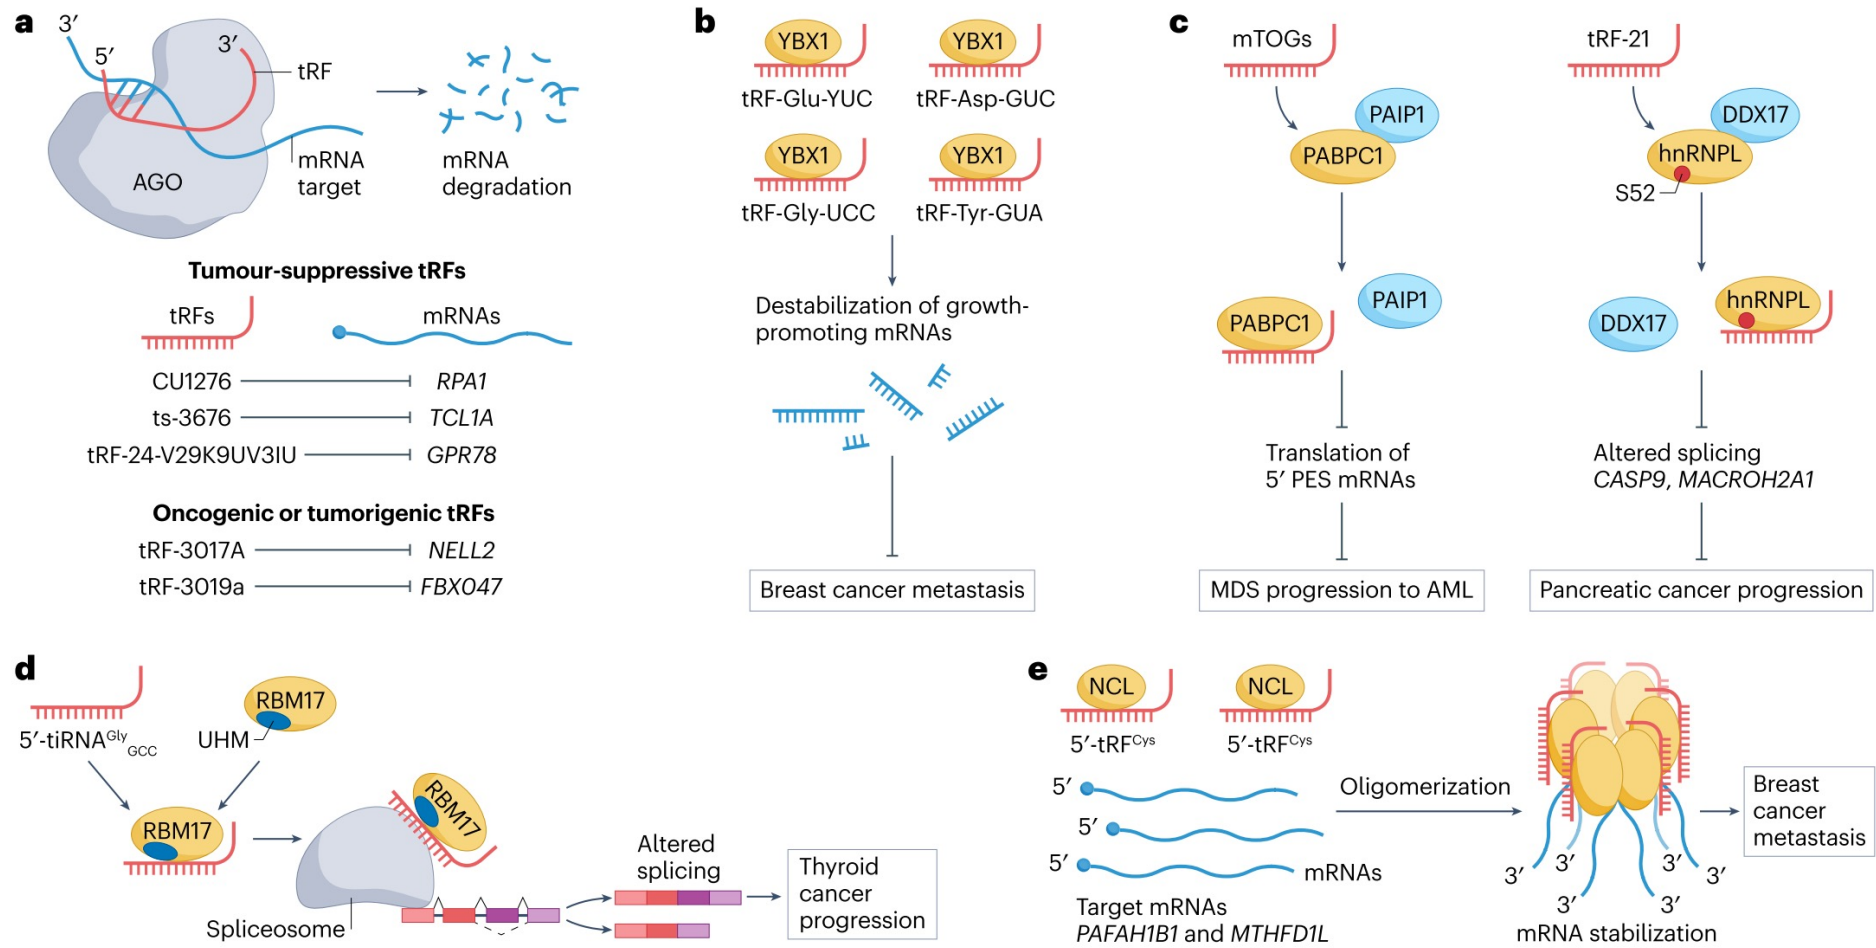 a
3′
5′
3′
tRF
AGO
mRNA
target
mRNA
degradation
Tumour-suppressive tRFs
tRFs
mRNAs
CU1276 RPA1
ts-3676 TCL1A
tRF-24-V29K9UV3IU GPR78
Oncogenic or tumorigenic tRFs
tRF-3017A NELL2
tRF-3019a FBXO47
b
YBX1 YBX1
tRF-Glu-YUC tRF-Asp-GUC
YBX1 YBX1
tRF-Gly-UCC tRF-Tyr-GUA
Destabilization of growth-
promoting mRNAs
Breast cancer metastasis
c
mTOGs
PAIP1
PABPC1
PAIP1
PABPC1
Translation of
5′ PES mRNAs
MDS progression to AML
tRF-21
DDX17
hnRNPL
S52
hnRNPL
DDX17
Altered splicing
CASP9, MACROH2A1
Pancreatic cancer progression
d
5′-tiRNAGlyGCC
RBM17
UHM
RBM17
RBM17
Spliceosome
Altered
splicing
Thyroid
cancer
progression
e
NCL NCL
5′-tRFCys 5′-tRFCys
5′
5′
5′
mRNAs
Target mRNAs
PAFAH1B1 and MTHFD1L
Oligomerization
3′ 3′ 3′ 3′
3′ 3′
mRNA stabilization
Breast
cancer
metastasis